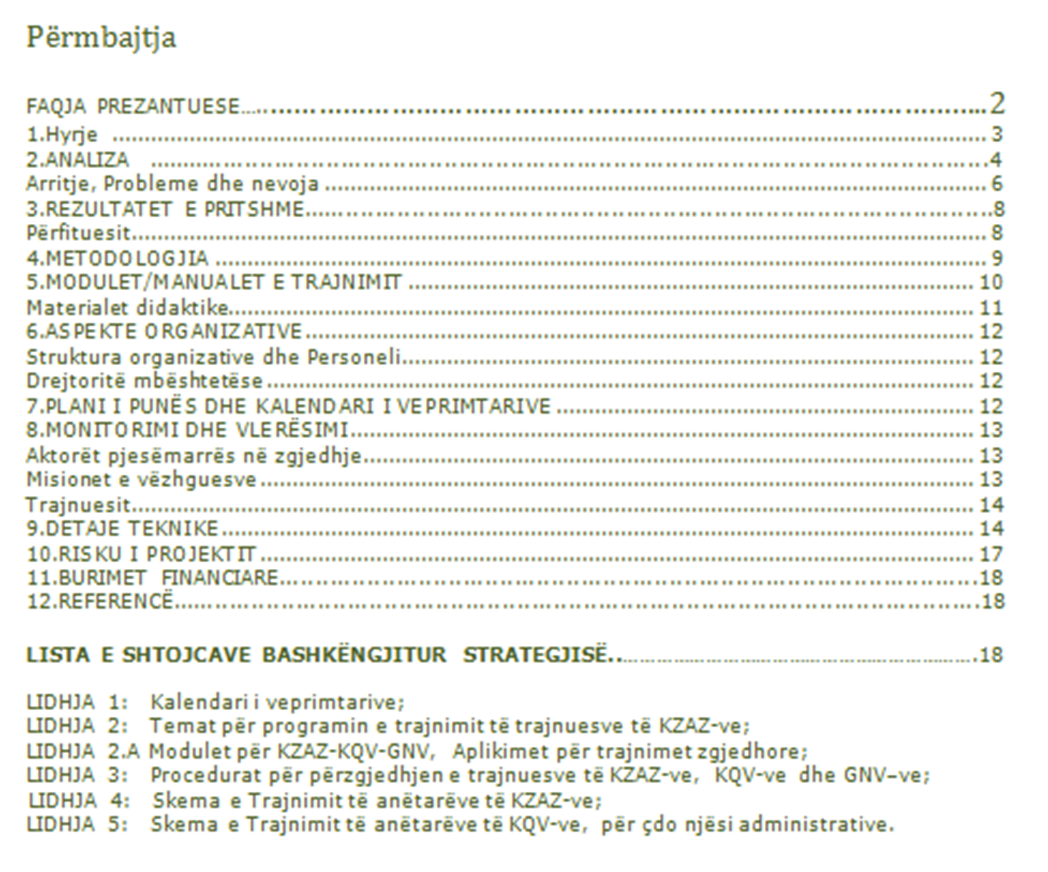 Përmbajtja
FAQJA PREZANTUESE........................................................................2
1.Hyrje ........................................................................ 3
2.ANALIZA ........................................................................4
Arritje, Probleme dhe nevoja ........................................................................ 6
3.REZULTATET E PRITSHME........................................................................8
Përfituesit........................................................................ 8
4.METODOLOGJIA ........................................................................ 9
5.MODULET/MANUALET E TRAJNIMIT ........................................................................ 10
Materialet didaktike........................................................................ 11
6.ASPEKTE ORGANIZATIVE ........................................................................ 12
Struktura organizative dhe Personeli........................................................................ 12
Drejtoritë mbështetëse ........................................................................ 12
7.PLANI I PUNËS DHE KALENDARI I VEPRIMTARIVE ........................................................................ 12
8.MONITORIMI DHE VLERËSIMI........................................................................ 13
Aktorët pjesëmarrës në zgjedhje........................................................................ 13
Misionet e vëzhguesve ........................................................................ 13
Trajnuesit........................................................................ 14
9.DETAJE TEKNIKE ........................................................................ 14
10.RISKU I PROJEKTIT ........................................................................ 17
11.BURIMET FINANCIARE........................................................................18
12.REFERENCË........................................................................18
LISTA E SHTOJCAVE BASHKËNGJITUR STRATEGJISË........................................................................18
LIDHJA 1: Kalendari i veprimtarive;
LIDHJA 2: Temat për programin e trajnimit të trajnuesve të KZAZ-ve;
LIDHJA 2.A Modulet për KZAZ-KQV-GNV, Aplikimet për trajnimet zgjedhore;
LIDHJA 3: Procedurat për përzgjedhjen e trajnuesve të KZAZ-ve, KQV-ve dhe GNV–ve;
LIDHJA 4: Skema e Trajnimit të anëtarëve të KZAZ-ve;
LIDHJA 5: Skema e Trajnimit të anëtarëve të KQV-ve, për çdo njësi administrative.